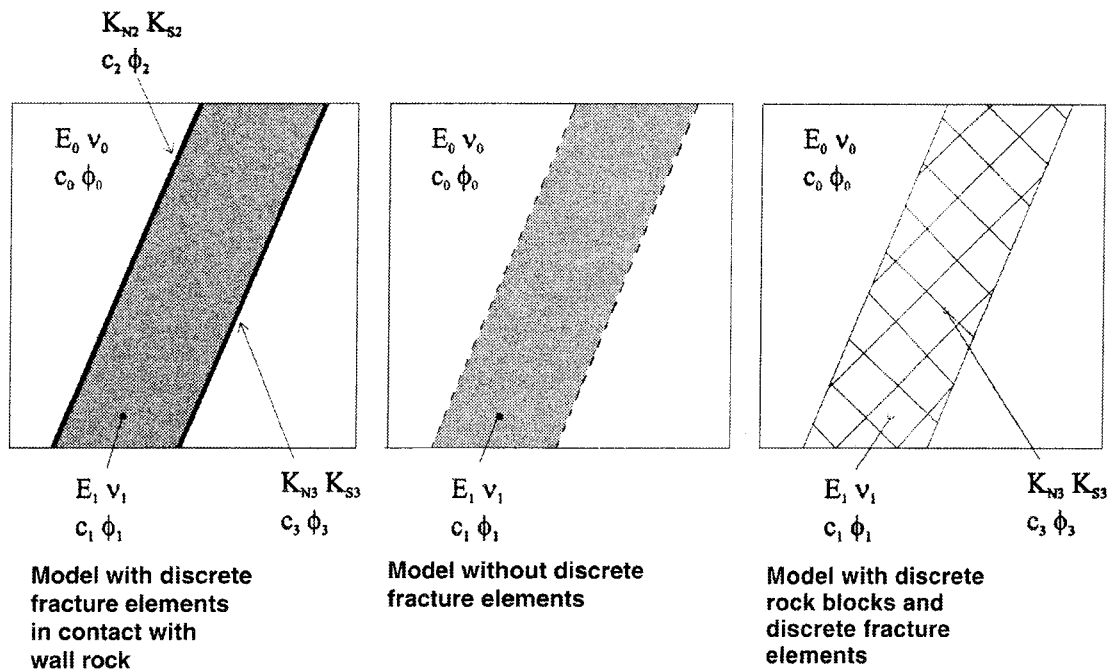 K_N2 K_S2
c_2 ϕ_2
E_0 ν_0
c_0 ϕ_0
E_1 ν_1
c_1 ϕ_1
K_N3 K_S3
c_3 ϕ_3
Model with discrete
fracture elements
in contact with
wall rock
E_0 ν_0
c_0 ϕ_0
E_1 ν_1
c_1 ϕ_1
Model without discrete
fracture elements
E_0 ν_0
c_0 ϕ_0
E_1 ν_1
c_1 ϕ_1
K_N3 K_S3
c_3 ϕ_3
Model with discrete
rock blocks and
discrete fracture
elements